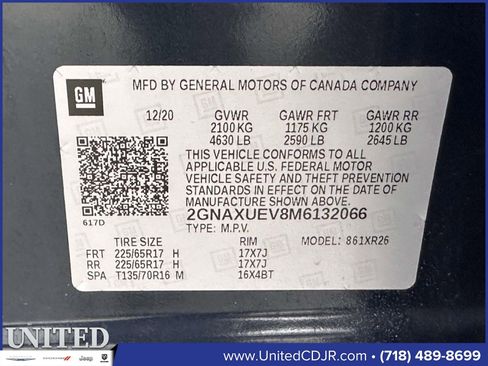 GM
MFD BY GENERAL MOTORS OF CANADA COMPANY
12/20 GVWR GAWR FRT GAWR RR
2100 KG 1175 KG 1200 KG
4630 LB 2590 LB 2645 LB
THIS VEHICLE CONFORMS TO ALL
APPLICABLE U.S. FEDERAL MOTOR
VEHICLE SAFETY AND THEFT PREVENTION
STANDARDS IN EFFECT ON THE DATE OF
MANUFACTURE SHOWN ABOVE.
2GNAXUEV8M6132066
617D
TYPE: M.P.V.
TIRE SIZE RIM MODEL: 861XR26
FRT 225/65R17 H 17X7J
RR 225/65R17 H 17X7J
SPA T135/70R16 M 16X4BT
UNITED
Jeep
www.UnitedCDJR.com • (718) 489-8699